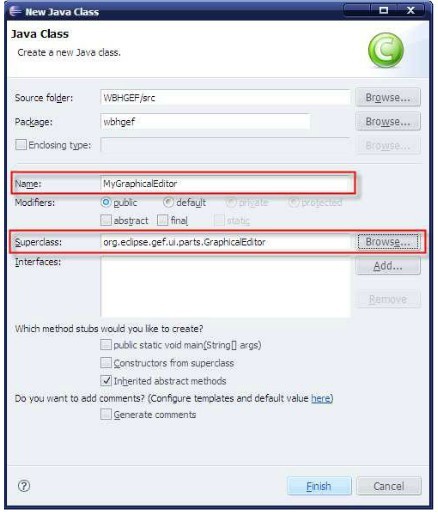 New Java Class
Java Class
Create a new Java class.
Source folder: WBHGEF/src Browse...
Package: wbhgef Browse...
Enclosing type: Browse...
Name: MyGraphicalEditor
Modifiers: public default private protected
abstract final static
Superclass: org.eclipse.gef.ui.parts.GraphicalEditor Browse...
Interfaces: Add...
Remove
Which method stubs would you like to create?
public static void main(String[] args)
Constructors from superclass
Inherited abstract methods
Do you want to add comments? (Configure templates and default value here)
Generate comments
? Finish Cancel